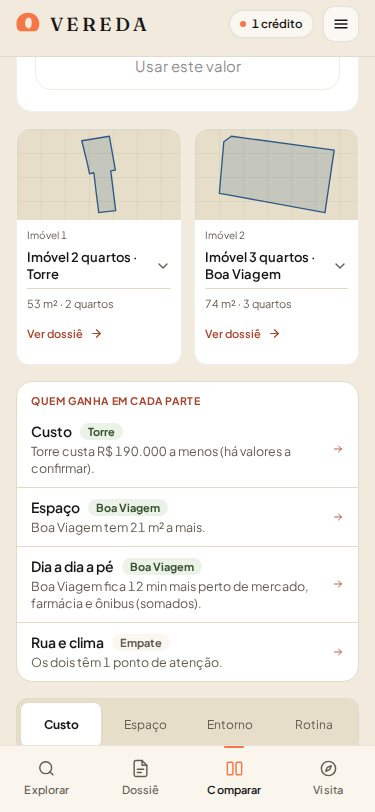 VEREDA
1 crédito
Usar este valor
Imóvel 1
Imóvel 2 quartos ·
Torre
53 m² · 2 quartos
Ver dossiê →
Imóvel 2
Imóvel 3 quartos ·
Boa Viagem
74 m² · 3 quartos
Ver dossiê →
QUEM GANHA EM CADA PARTE
Custo Torre
Torre custa R$ 190.000 a menos (há valores a
confirmar).
→
Espaço Boa Viagem
Boa Viagem tem 21 m² a mais.
→
Dia a dia a pé Boa Viagem
Boa Viagem fica 12 min mais perto de mercado,
farmácia e ônibus (somados).
→
Rua e clima Empate
Os dois têm 1 ponto de atenção.
→
Custo Espaço Entorno Rotina
Explorar Dossiê Comparar Visita